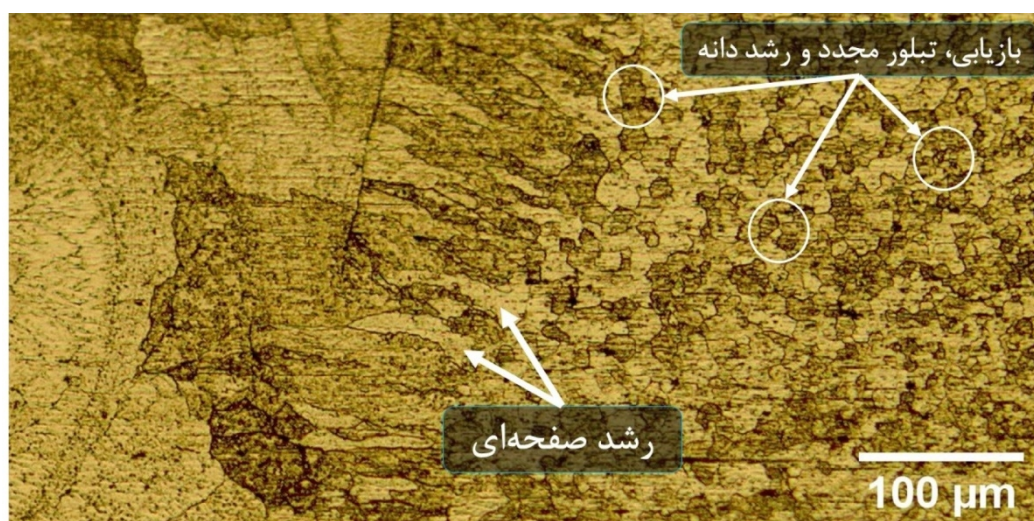 بازیابی، تبلور مجدد و رشد دانه
رشد صفحه‌ای
100 µm